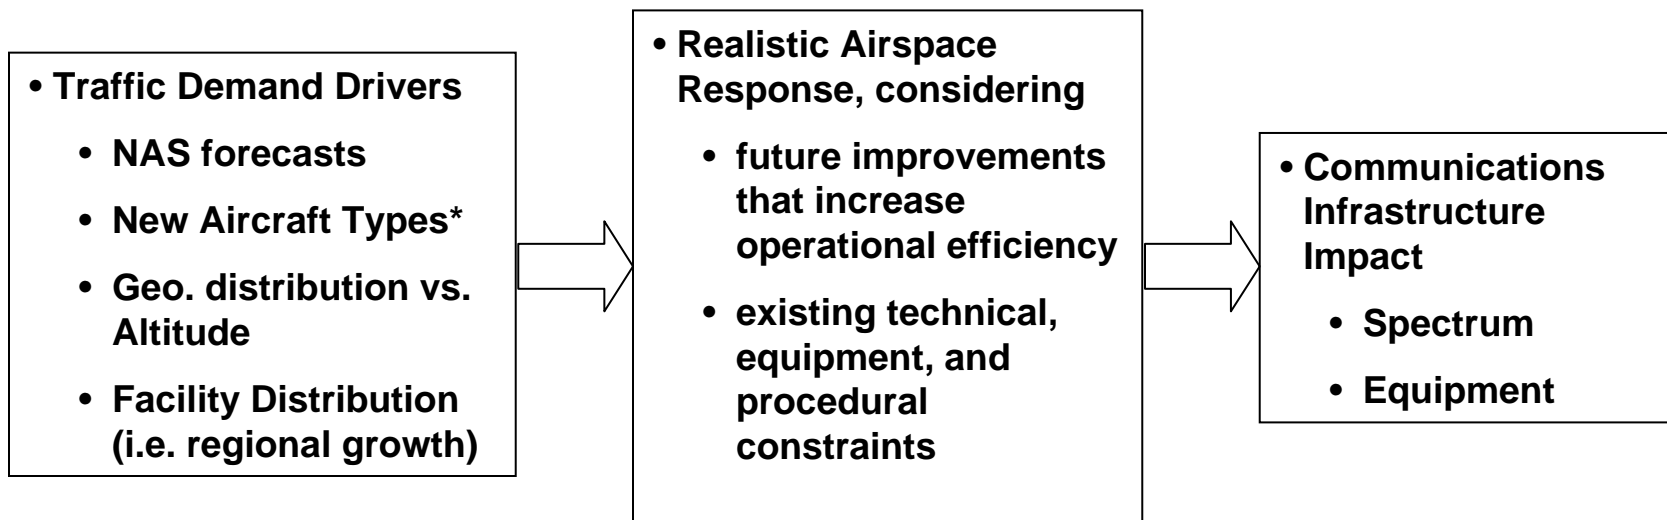 • Traffic Demand Drivers
• NAS forecasts
• New Aircraft Types*
• Geo. distribution vs.
Altitude
• Facility Distribution
(i.e. regional growth)
• Realistic Airspace
Response, considering
• future improvements
that increase
operational efficiency
• existing technical,
equipment, and
procedural
constraints
• Communications
Infrastructure
Impact
• Spectrum
• Equipment